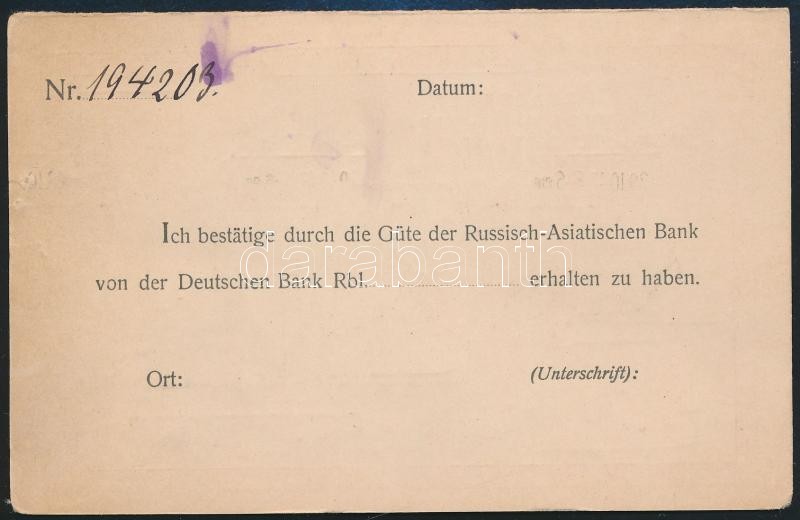 Nr. 194203.
Datum:
Ich bestätige durch die Güte der Russisch-Asiatischen Bank
von der Deutschen Bank Rbl. erhalten zu haben.
darabanth
Ort:
(Unterschrift):